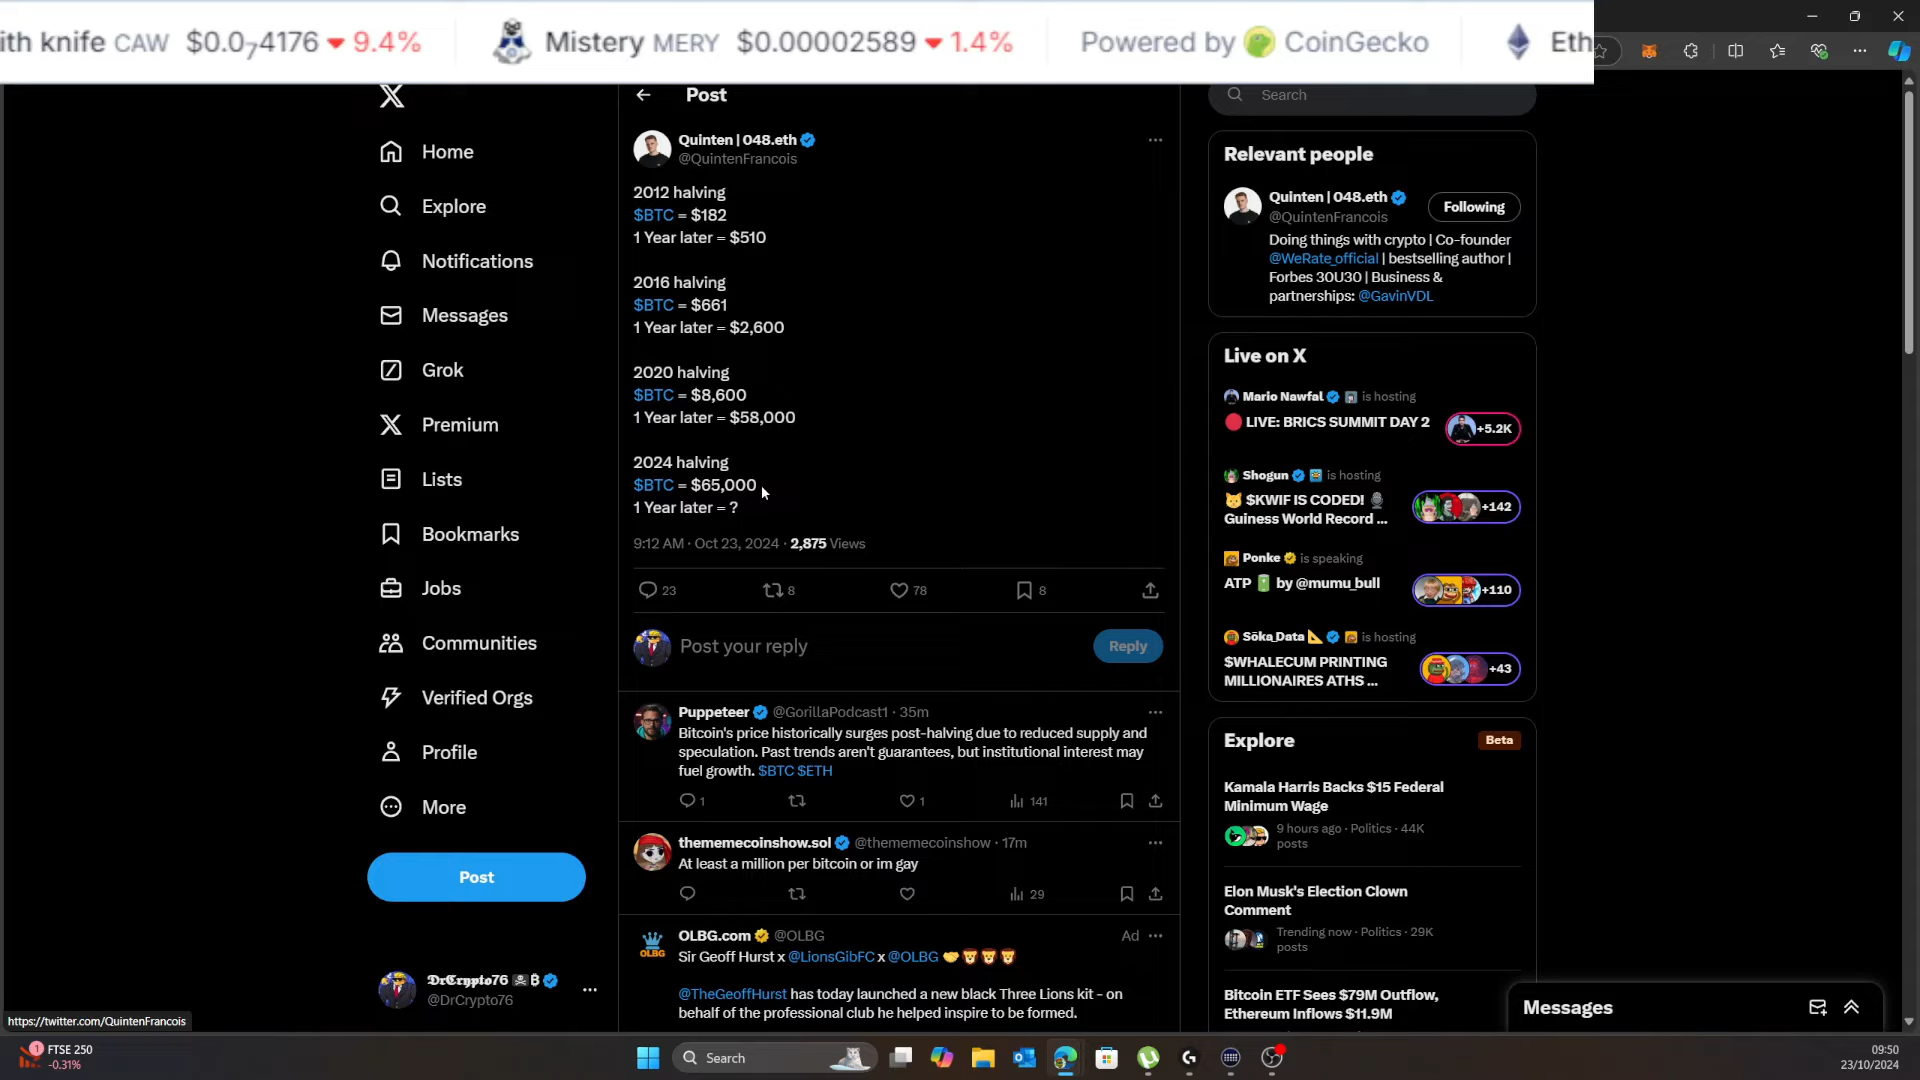 ith knife CAW $0.0₇4176 ▼ 9.4% Mistery MERY $0.00002589 ▼ 1.4% Powered by CoinGecko Eth
Post
Search
Home
Explore
Notifications
Messages
Grok
Premium
Lists
Bookmarks
Jobs
Communities
Verified Orgs
Profile
More
Post
𝕯𝖗𝕮𝖗𝖞𝖕𝖙𝖔76 ☠️₿
@DrCrypto76
https://twitter.com/QuintenFrancois
Quinten | 048.eth
@QuintenFrancois
2012 halving
$BTC = $182
1 Year later = $510
2016 halving
$BTC = $661
1 Year later = $2,600
2020 halving
$BTC = $8,600
1 Year later = $58,000
2024 halving
$BTC = $65,000
1 Year later = ?
9:12 AM · Oct 23, 2024 · 2,875 Views
23 8 78 8
Post your reply
Reply
Puppeteer @GorillaPodcast1 · 35m
Bitcoin's price historically surges post-halving due to reduced supply and
speculation. Past trends aren't guarantees, but institutional interest may
fuel growth. $BTC $ETH
1 1 141
thememecoinshow.sol @thememecoinshow · 17m
At least a million per bitcoin or im gay
29
OLBG.com @OLBG Ad
OLBG
Sir Geoff Hurst x @LionsGibFC x @OLBG 🤝🦁🦁🦁
@TheGeoffHurst has today launched a new black Three Lions kit - on
behalf of the professional club he helped inspire to be formed.
Relevant people
Quinten | 048.eth
@QuintenFrancois
Following
Doing things with crypto | Co-founder
@WeRate_official | bestselling author |
Forbes 30U30 | Business &
partnerships: @GavinVDL
Live on X
Mario Nawfal is hosting
🔴 LIVE: BRICS SUMMIT DAY 2
+5.2K
Shogun is hosting
🐱 $KWIF IS CODED! 🎙️
Guiness World Record ...
+142
Ponke is speaking
ATP 🔋 by @mumu_bull
+110
Sōka_Data 📐 is hosting
$WHALECUM PRINTING
MILLIONAIRES ATHS ...
+43
Explore
Beta
Kamala Harris Backs $15 Federal
Minimum Wage
9 hours ago · Politics · 44K
posts
Elon Musk's Election Clown
Comment
Trending now · Politics · 29K
posts
Bitcoin ETF Sees $79M Outflow,
Ethereum Inflows $11.9M
Messages
1
FTSE 250
-0.31%
Search
09:50
23/10/2024